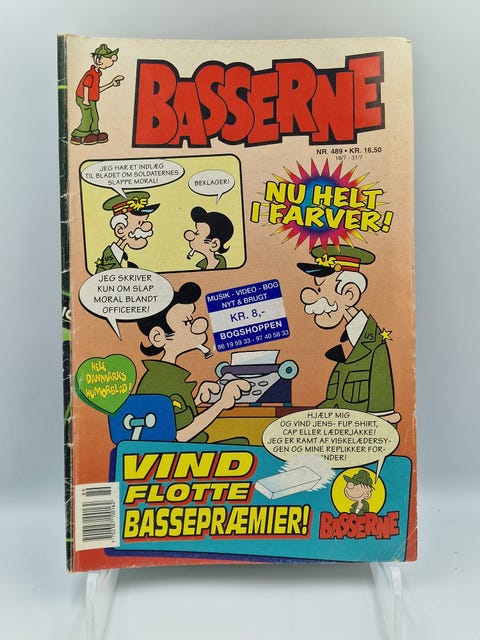 BASSERNE
NR. 489 • KR. 16,50
18/7 - 31/7
JEG HAR ET INDLÆG
TIL BLADET OM SOLDATERNES
SLAPPE MORAL!
BEKLAGER!
NU HELT
I FARVER!
JEG SKRIVER
KUN OM SLAP
MORAL BLANDT
OFFICERER!
US
MUSIK - VIDEO - BOG
NYT & BRUGT
KR. 8,-
BOGSHOPPEN
86 19 59 33 - 97 40 58 33
US
HELE
DANMARKS
HUMØRBLAD!
HJÆLP MIG
OG VIND JENS- FUP SHIRT,
CAP ELLER LÆDERJAKKE!
JEG ER RAMT AF VISKELÆDERSY-
GEN OG MINE REPLIKKER FOR-
NDER!
VIND
FLOTTE
BASSEPRÆMIER!
BASSERNE